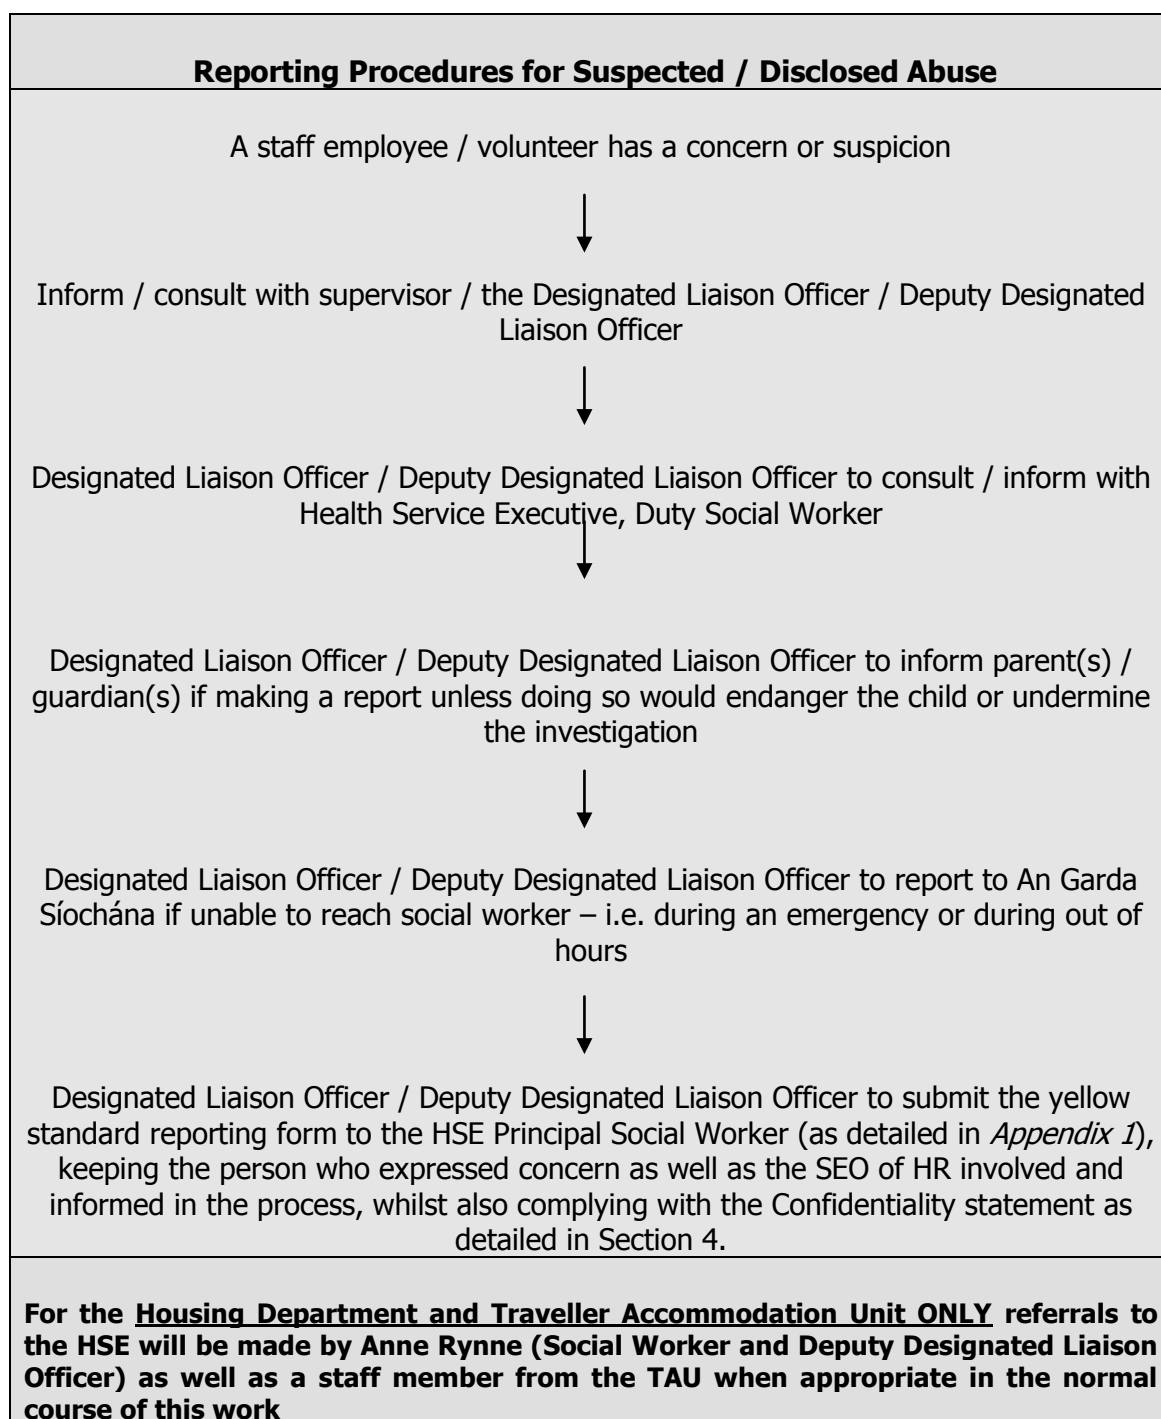 Reporting Procedures for Suspected / Disclosed Abuse
A staff employee / volunteer has a concern or suspicion
Inform / consult with supervisor / the Designated Liaison Officer / Deputy Designated
Liaison Officer
Designated Liaison Officer / Deputy Designated Liaison Officer to consult / inform with
Health Service Executive, Duty Social Worker
Designated Liaison Officer / Deputy Designated Liaison Officer to inform parent(s) /
guardian(s) if making a report unless doing so would endanger the child or undermine
the investigation
Designated Liaison Officer / Deputy Designated Liaison Officer to report to An Garda
Síochána if unable to reach social worker – i.e. during an emergency or during out of
hours
Designated Liaison Officer / Deputy Designated Liaison Officer to submit the yellow
standard reporting form to the HSE Principal Social Worker (as detailed in Appendix 1),
keeping the person who expressed concern as well as the SEO of HR involved and
informed in the process, whilst also complying with the Confidentiality statement as
detailed in Section 4.
For the Housing Department and Traveller Accommodation Unit ONLY referrals to
the HSE will be made by Anne Rynne (Social Worker and Deputy Designated Liaison
Officer) as well as a staff member from the TAU when appropriate in the normal
course of this work